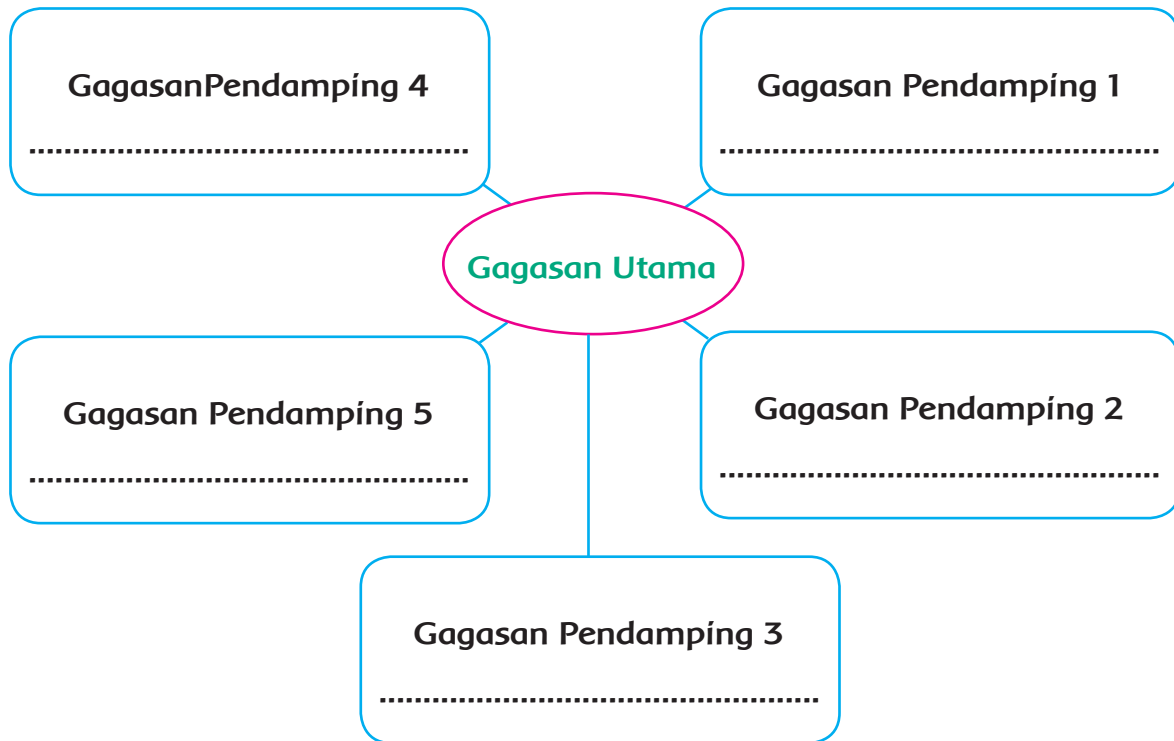 GagasanPendamping 4
................................................
Gagasan Pendamping 1
................................................
Gagasan Utama
Gagasan Pendamping 5
................................................
Gagasan Pendamping 2
................................................
Gagasan Pendamping 3
................................................